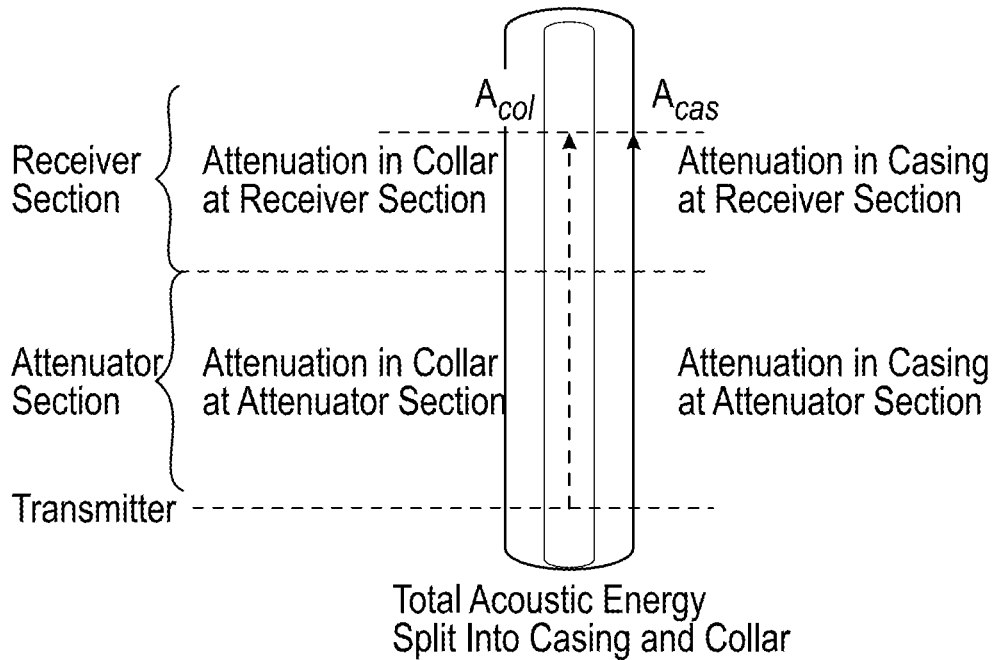 A_col
A_cas
Receiver
Section
Attenuation in Collar
at Receiver Section
Attenuation in Casing
at Receiver Section
Attenuator
Section
Attenuation in Collar
at Attenuator Section
Attenuation in Casing
at Attenuator Section
Transmitter
Total Acoustic Energy
Split Into Casing and Collar